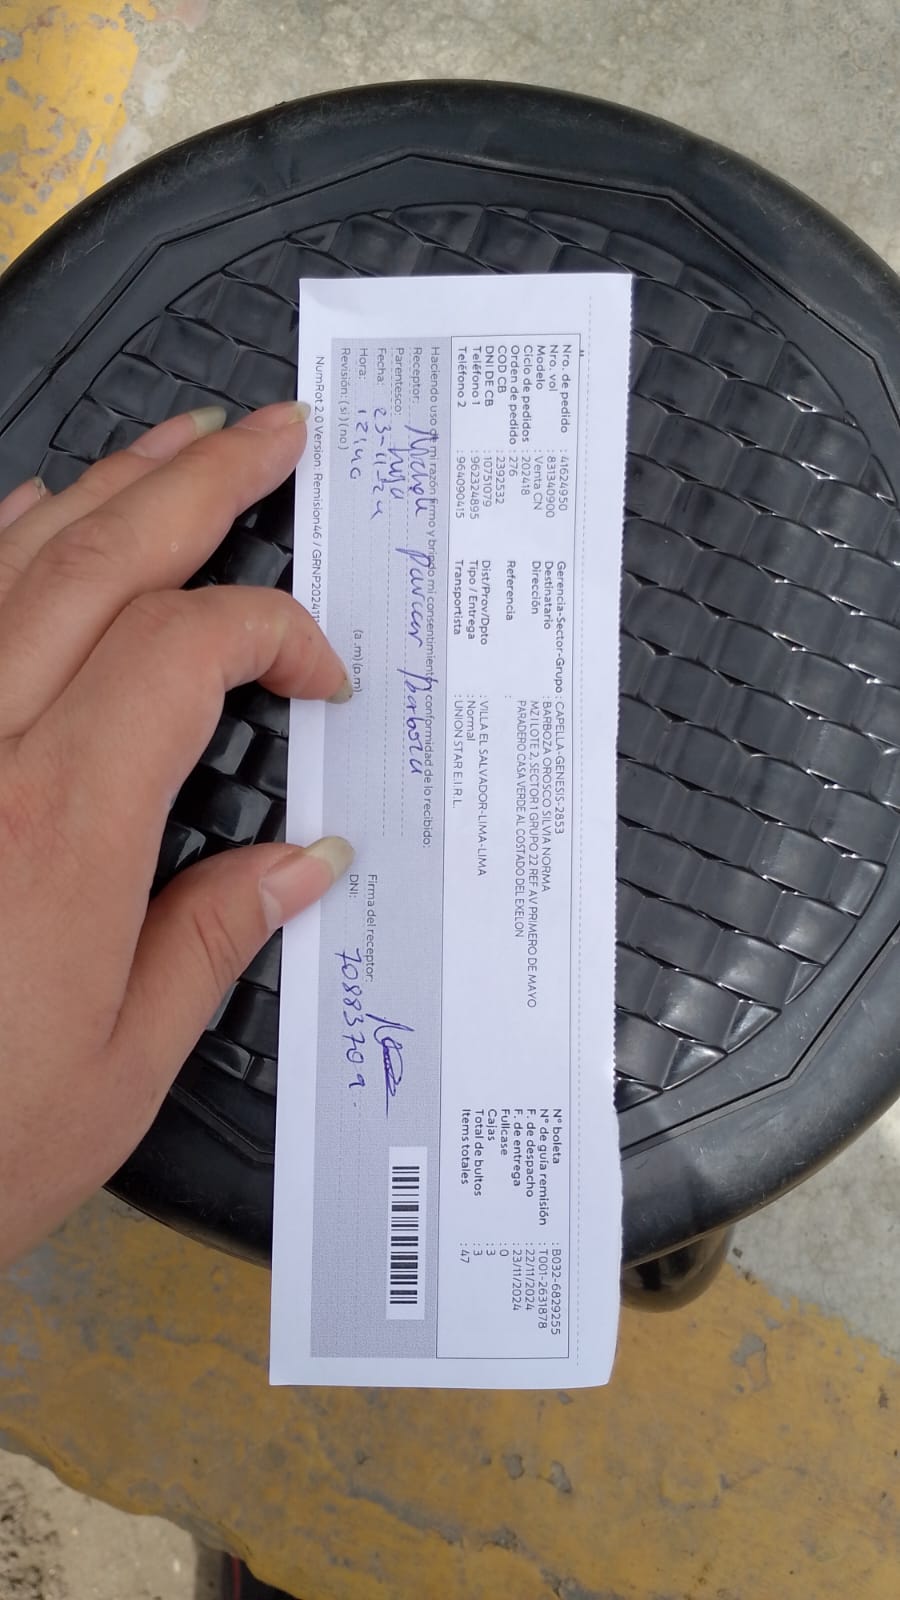 Nro. de pedido : 41624950
Nro. vol : 831340900
Modelo : Venta CN
Ciclo de pedidos : 202418
Orden de pedido : 276
COD CB : 2392532
DNI DE CB : 10751079
Teléfono 1 : 962324895
Teléfono 2 : 964090415
Gerencia-Sector-Grupo : CAPELLA-GENESIS-2853
Destinatario : BARBOZA OROSCO SILVIA NORMA
Dirección : MZ I LOTE 2, SECTOR 1 GRUPO 22 REF AV PRIMERO DE MAYO
PARADERO CASA VERDE AL COSTADO DEL EXELON
Referencia :
Dist/Prov/Dpto : VILLA EL SALVADOR-LIMA-LIMA
Tipo / Entrega : Normal
Transportista : UNION STAR E.I.R.L.
N° boleta : B032-6829255
N° de guía remisión : T001-2631878
F. de despacho : 22/11/2024
F. de entrega : 23/11/2024
Fullcase : 0
Cajas : 3
Total de bultos : 3
Items totales : 47
Haciendo uso de mi razón firmo y brindo mi consentimiento y conformidad de lo recibido:
Receptor:
Parentesco: hija
Fecha: 23-11-24
Hora: 12:40 (a .m) (p.m)
Revisión: ( si ) ( no )
Firma del receptor:
DNI: 70883709
NumRot 2.0 Version: Remision46 / GRNP202411